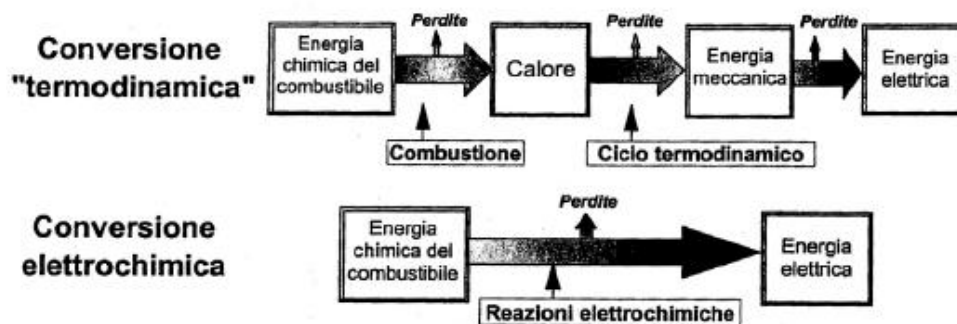 Conversione
"termodinamica"
Energia
chimica del
combustibile
Perdite
Calore
Perdite
Energia
meccanica
Perdite
Energia
elettrica
Combustione
Ciclo termodinamico
Conversione
elettrochimica
Energia
chimica del
combustibile
Perdite
Energia
elettrica
Reazioni elettrochimiche